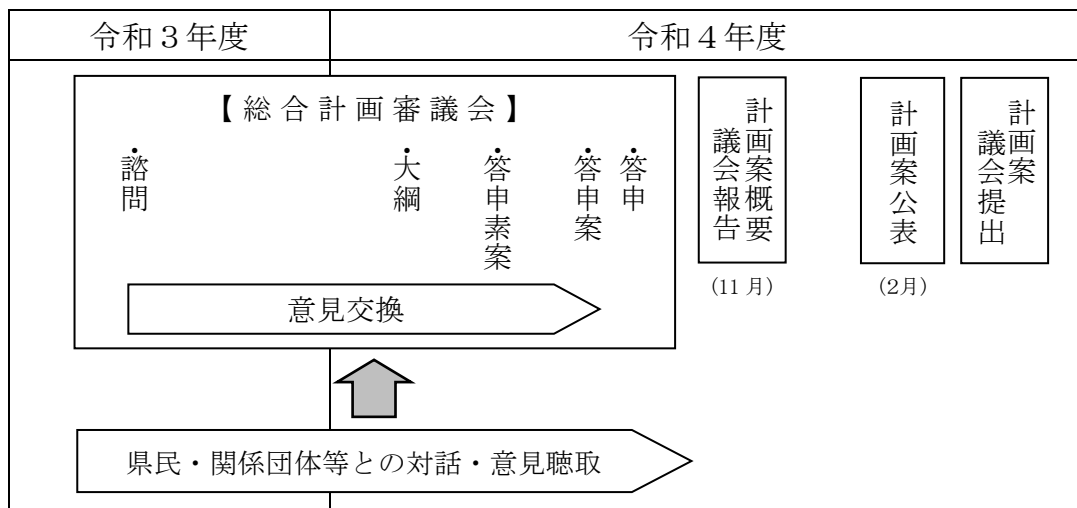 令和3年度
令和4年度
【総合計画審議会】
・諮問
・大綱
・答申素案
・答申案
・答申
意見交換
計画案概要
議会報告
(11月)
計画案公表
(2月)
計画案
議会提出
県民・関係団体等との対話・意見聴取